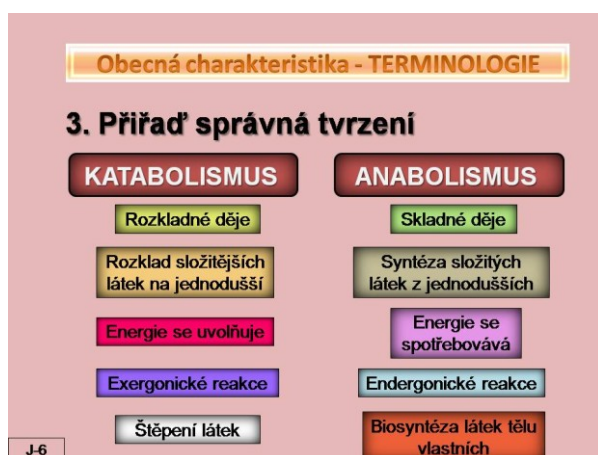 Obecná charakteristika - TERMINOLOGIE
3. Přiřaď správná tvrzení
KATABOLISMUS
ANABOLISMUS
Rozkladné děje
Skladné děje
Rozklad složitějších
látek na jednodušší
Syntéza složitých
látek z jednodušších
Energie se uvolňuje
Energie se
spotřebovává
Exergonické reakce
Endergonické reakce
Štěpení látek
Biosyntéza látek tělu
vlastních
J-6